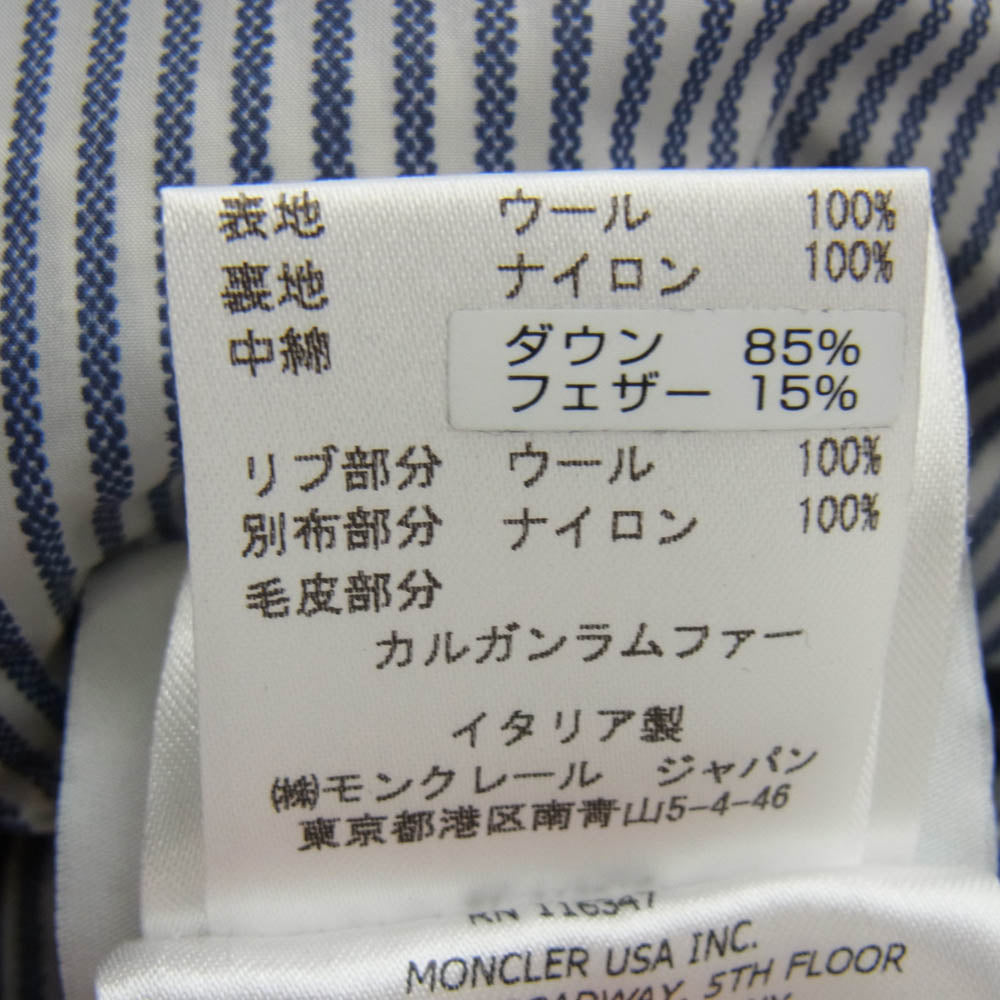 表地 ウール 100%
裏地 ナイロン 100%
中綿 ダウン 85%
フェザー 15%
リブ部分 ウール 100%
別布部分 ナイロン 100%
毛皮部分
カルガンラムファー
イタリア製
㈱モンクレール ジャパン
東京都港区南青山5-4-46
RN 116347
MONCLER USA INC.
5TH FLOOR